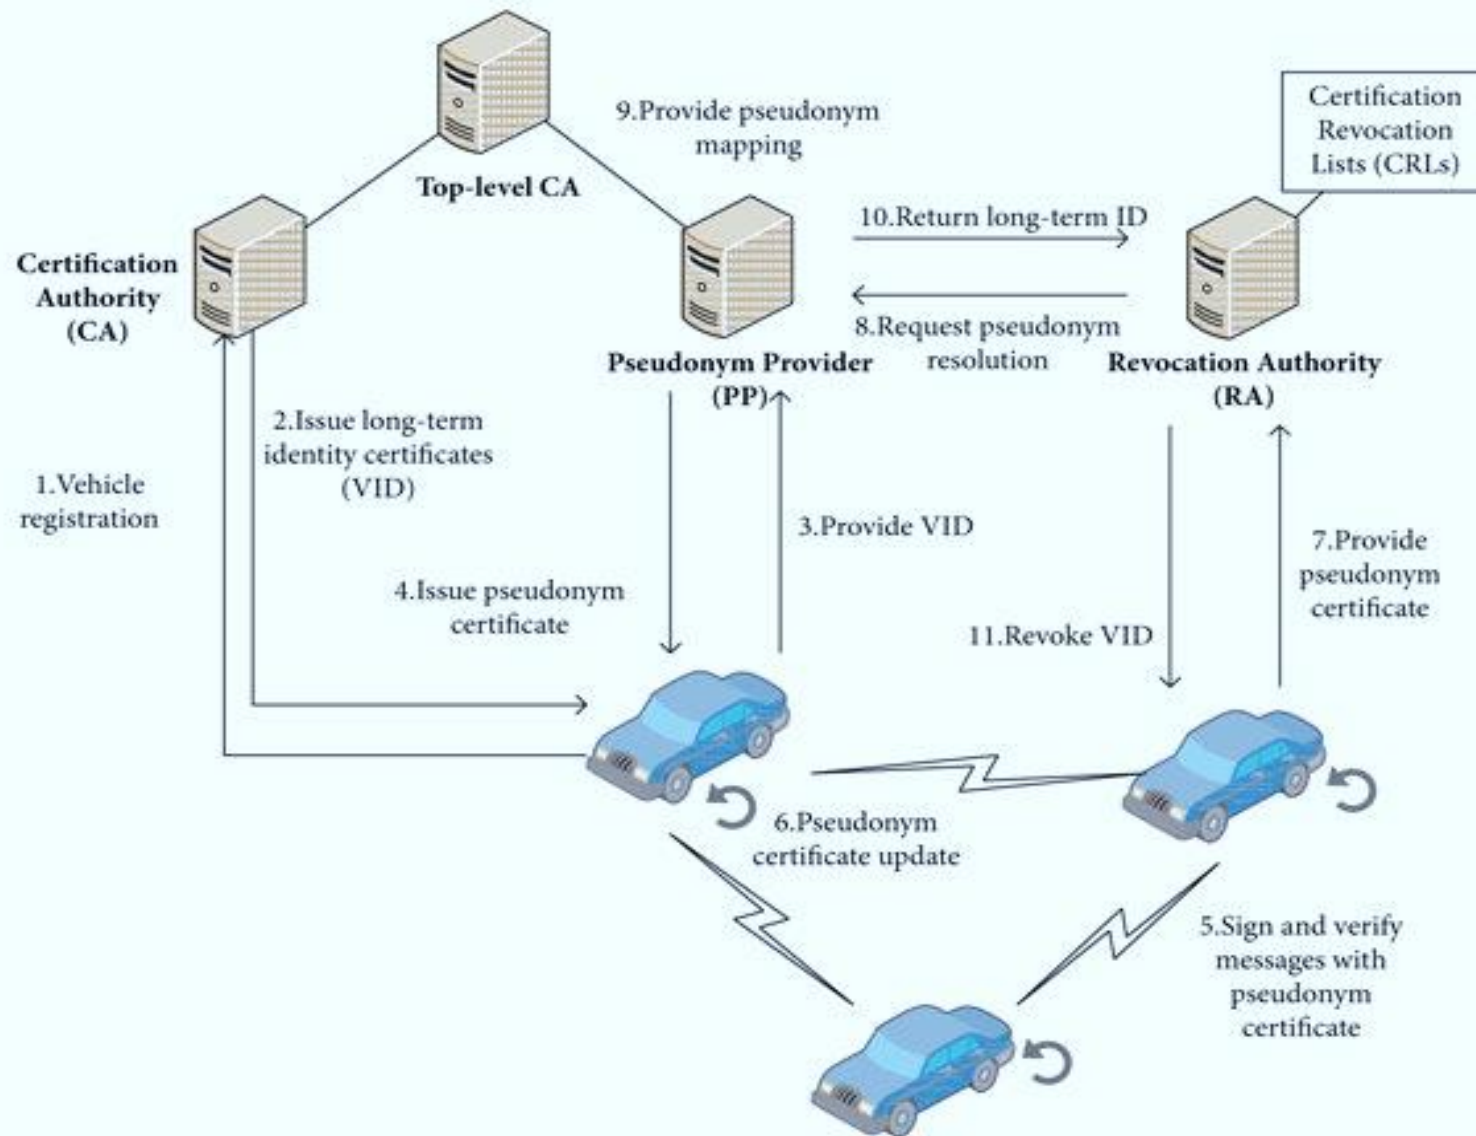 9.Provide pseudonym
mapping
Certification
Revocation
Lists (CRLs)
Top-level CA
10.Return long-term ID
Certification
Authority
(CA)
8.Request pseudonym
resolution
Pseudonym Provider
(PP)
Revocation Authority
(RA)
2.Issue long-term
identity certificates
(VID)
1.Vehicle
registration
3.Provide VID
7.Provide
pseudonym
certificate
4.Issue pseudonym
certificate
11.Revoke VID
6.Pseudonym
certificate update
5.Sign and verify
messages with
pseudonym
certificate